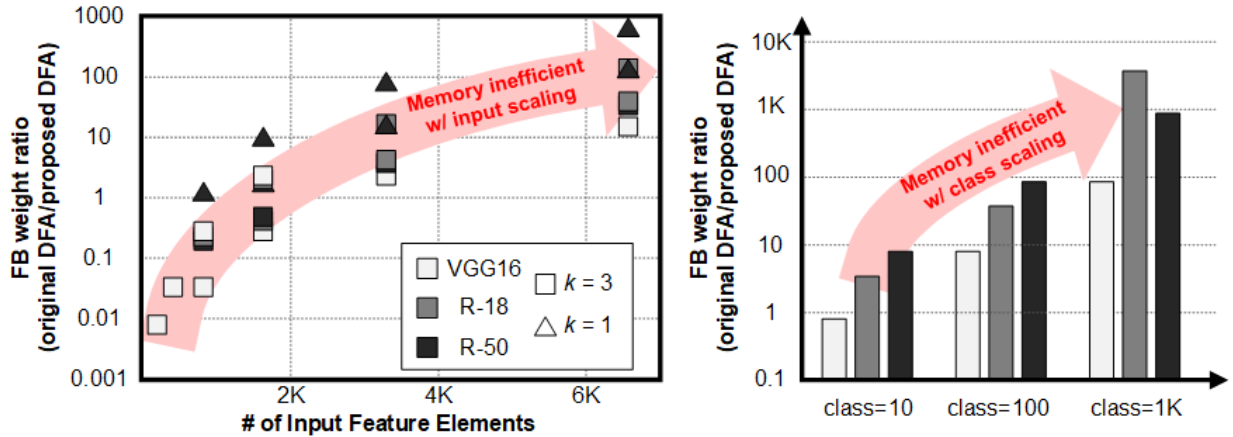 FB weight ratio
(original DFA/proposed DFA)
1000
100
10
1
0.1
0.01
0.001
Memory inefficient
w/ input scaling
VGG16
R-18
R-50
k = 3
k = 1
2K
4K
6K
# of Input Feature Elements
FB weight ratio
(original DFA/proposed DFA)
10K
1K
100
10
1
0.1
Memory inefficient
w/ class scaling
class=10
class=100
class=1K